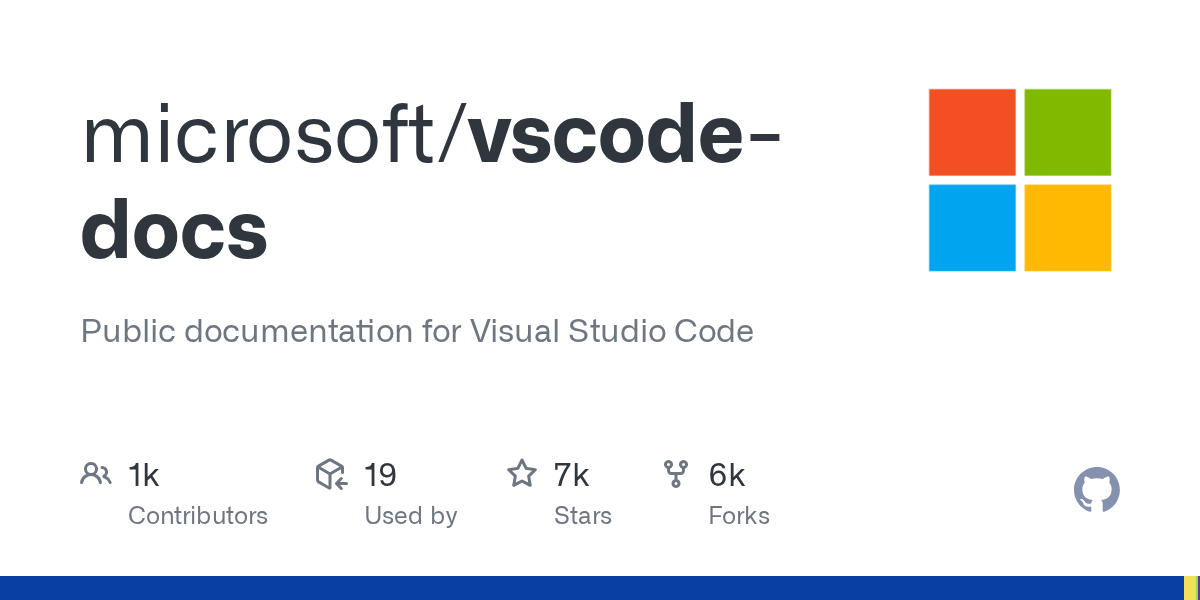 microsoft/vscode-
docs
Public documentation for Visual Studio Code
1k 19 7k 6k
Contributors Used by Stars Forks